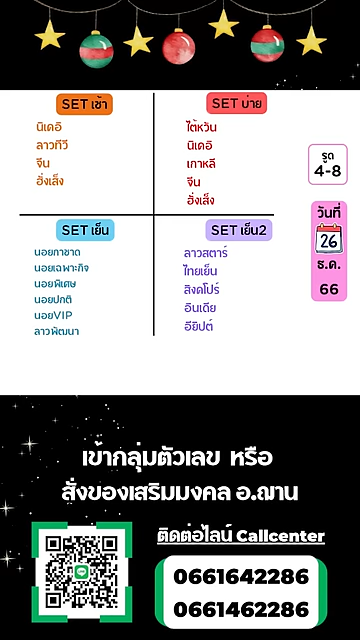 SET เช้า
นิเคอิ
ลาวทีวี
จีน
ฮั่งเส็ง
SET บ่าย
ไต้หวัน
นิเคอิ
เกาหลี
จีน
ฮั่งเส็ง
รูด
4-8
วันที่
26
ธ.ค.
66
SET เย็น
นอยกาชาด
นอยเฉพาะกิจ
นอยพิเศษ
นอยปกติ
นอยVIP
ลาวพัฒนา
SET เย็น2
ลาวสตาร์
ไทยเย็น
สิงคโปร์
อินเดีย
อียิปต์
เข้ากลุ่มตัวเลข หรือ
สั่งของเสริมมงคล อ.ฌาน
ติดต่อไลน์ Callcenter
0661642286
0661462286